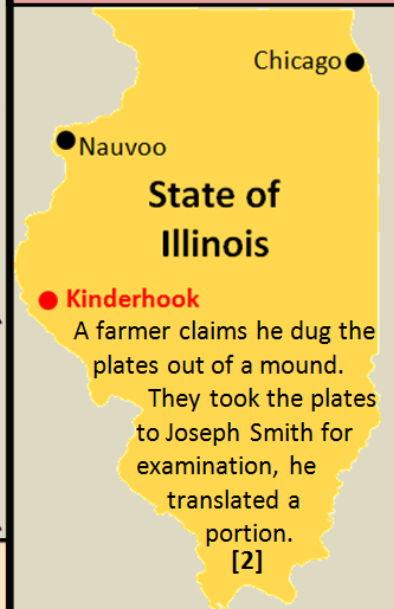 Chicago
Nauvoo
State of
Illinois
Kinderhook
A farmer claims he dug the
plates out of a mound.
They took the plates
to Joseph Smith for
examination, he
translated a
portion.
[2]